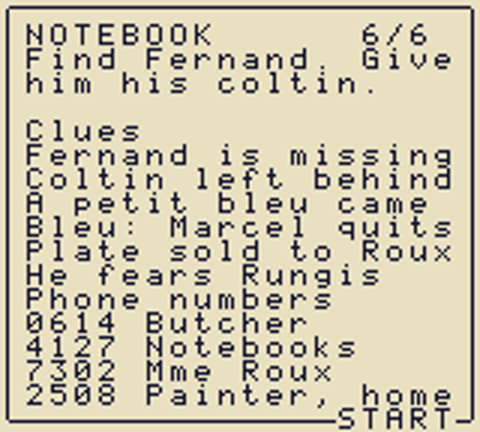 NOTEBOOK 6/6
Find Fernand. Give
him his coltin.
Clues
Fernand is missing
Coltin left behind
A petit bleu came
Bleu: Marcel quits
Plate sold to Roux
He fears Rungis
Phone numbers
0614 Butcher
4127 Notebooks
7302 Mme Roux
2508 Painter, home
START